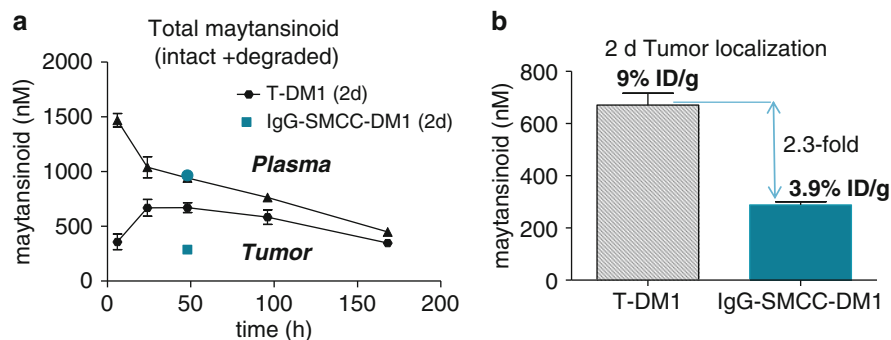 a
Total maytansinoid
(intact +degraded)
maytansinoid (nM)
2000
1500
1000
500
0
T-DM1 (2d)
IgG-SMCC-DM1 (2d)
Plasma
Tumor
0
50
100
150
200
time (h)
b
2 d Tumor localization
maytansinoid (nM)
800
600
400
200
0
9% ID/g
2.3-fold
3.9% ID/g
T-DM1
IgG-SMCC-DM1